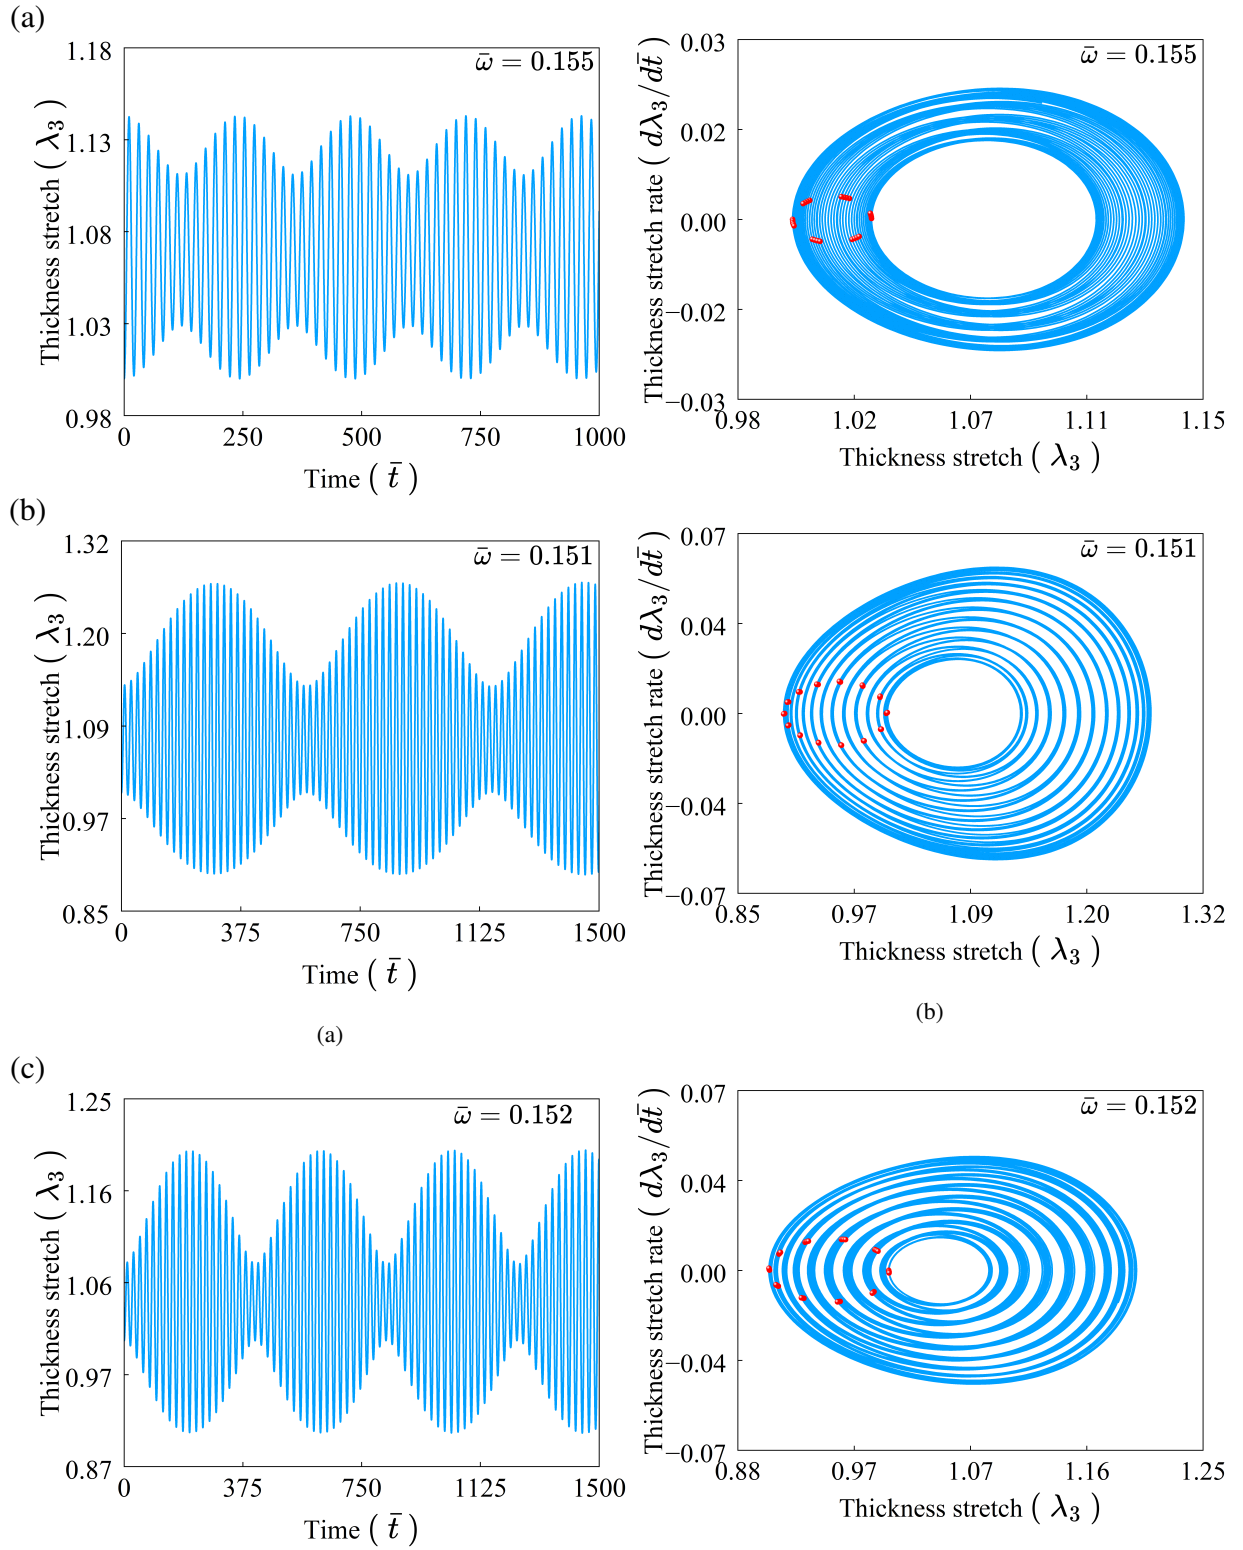 (a)
1.18
1.13
1.08
1.03
0.98
Thickness stretch ( λ₃ )
ω̄ = 0.155
0 250 500 750 1000
Time ( t̄ )
0.03
0.02
0.00
−0.02
−0.03
Thickness stretch rate ( dλ₃/dt̄ )
ω̄ = 0.155
0.98 1.02 1.07 1.11 1.15
Thickness stretch ( λ₃ )
(b)
1.32
1.20
1.09
0.97
0.85
Thickness stretch ( λ₃ )
ω̄ = 0.151
0 375 750 1125 1500
Time ( t̄ )
(a)
0.07
0.04
0.00
−0.04
−0.07
Thickness stretch rate ( dλ₃/dt̄ )
ω̄ = 0.151
0.85 0.97 1.09 1.20 1.32
Thickness stretch ( λ₃ )
(b)
(c)
1.25
1.16
1.06
0.97
0.87
Thickness stretch ( λ₃ )
ω̄ = 0.152
0 375 750 1125 1500
Time ( t̄ )
0.07
0.04
0.00
−0.04
−0.07
Thickness stretch rate ( dλ₃/dt̄ )
ω̄ = 0.152
0.88 0.97 1.07 1.16 1.25
Thickness stretch ( λ₃ )